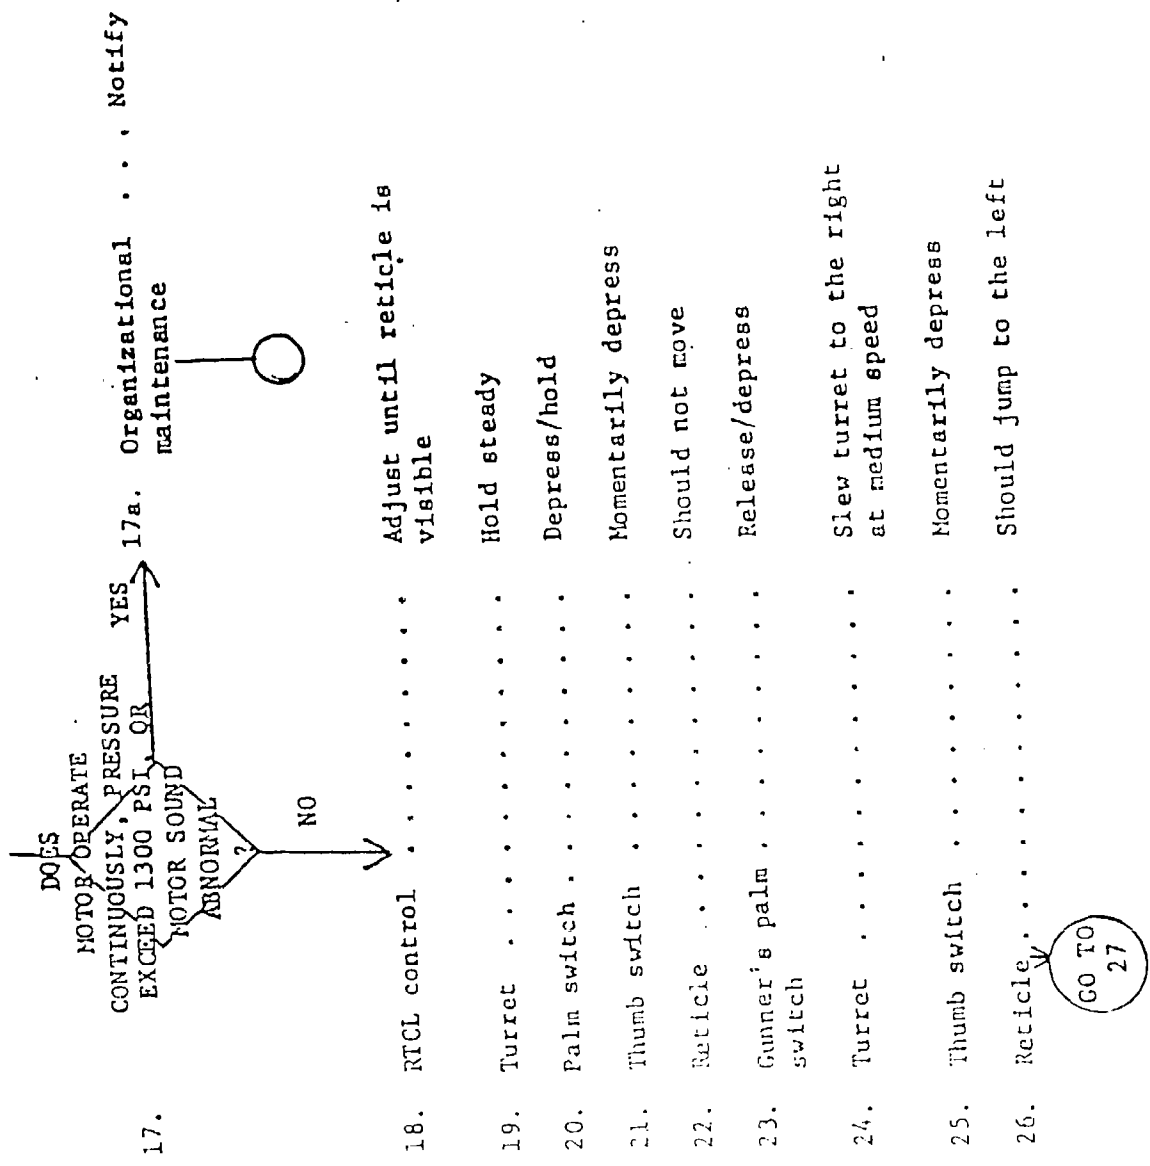 17.
DOES
MOTOR OPERATE
CONTINUOUSLY, PRESSURE
EXCEED 1300 PSI, OR
MOTOR SOUND
ABNORMAL
?
YES
17a. Organizational . . . Notify
maintenance
NO
18. RTCL control . . . . . . . . . . Adjust until reticle is
visible
19. Turret . . . . . . . . . . . . . Hold steady
20. Palm switch . . . . . . . . . . Depress/hold
21. Thumb switch . . . . . . . . . Momentarily depress
22. Reticle . . . . . . . . . . . . Should not move
23. Gunner's palm . . . . . . . . . Release/depress
switch
24. Turret . . . . . . . . . . . . . Slew turret to the right
at medium speed
25. Thumb switch . . . . . . . . . Momentarily depress
26. Reticle . . . . . . . . . . . . Should jump to the left
GO TO
27